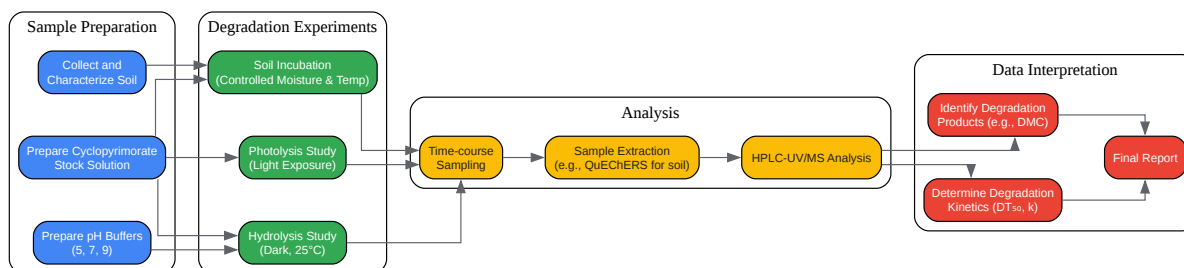 Sample Preparation
Collect and
Characterize Soil
Prepare Cyclopyrimorate
Stock Solution
Prepare pH Buffers
(5, 7, 9)
Degradation Experiments
Soil Incubation
(Controlled Moisture & Temp)
Photolysis Study
(Light Exposure)
Hydrolysis Study
(Dark, 25°C)
Analysis
Time-course
Sampling
Sample Extraction
(e.g., QuEChERS for soil)
HPLC-UV/MS Analysis
Data Interpretation
Identify Degradation
Products (e.g., DMC)
Determine Degradation
Kinetics (DT₅₀, k)
Final Report